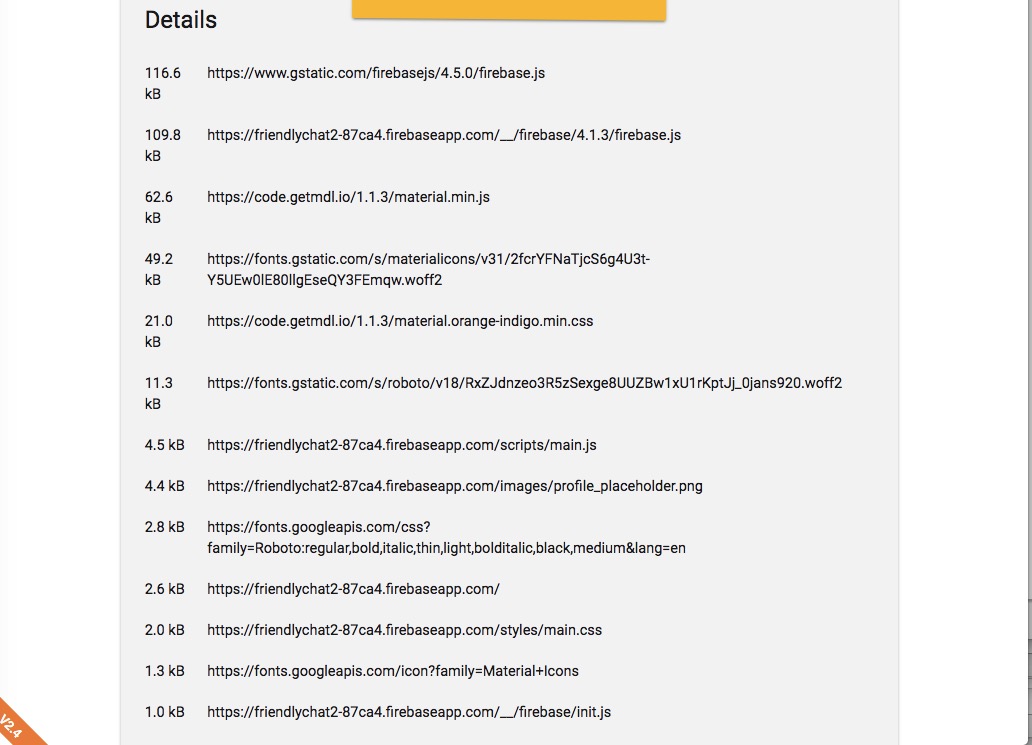 Details
116.6 https://www.gstatic.com/firebasejs/4.5.0/firebase.js
kB
109.8 https://friendlychat2-87ca4.firebaseapp.com/__/firebase/4.1.3/firebase.js
kB
62.6 https://code.getmdl.io/1.1.3/material.min.js
kB
49.2 https://fonts.gstatic.com/s/materialicons/v31/2fcrYFNaTjcS6g4U3t-
kB Y5UEw0lE80llgEseQY3FEmqw.woff2
21.0 https://code.getmdl.io/1.1.3/material.orange-indigo.min.css
kB
11.3 https://fonts.gstatic.com/s/roboto/v18/RxZJdnzeo3R5zSexge8UUZBw1xU1rKptJj_0jans920.woff2
kB
4.5 kB https://friendlychat2-87ca4.firebaseapp.com/scripts/main.js
4.4 kB https://friendlychat2-87ca4.firebaseapp.com/images/profile_placeholder.png
2.8 kB https://fonts.googleapis.com/css?
family=Roboto:regular,bold,italic,thin,light,bolditalic,black,medium&lang=en
2.6 kB https://friendlychat2-87ca4.firebaseapp.com/
2.0 kB https://friendlychat2-87ca4.firebaseapp.com/styles/main.css
1.3 kB https://fonts.googleapis.com/icon?family=Material+Icons
1.0 kB https://friendlychat2-87ca4.firebaseapp.com/__/firebase/init.js
V2.4